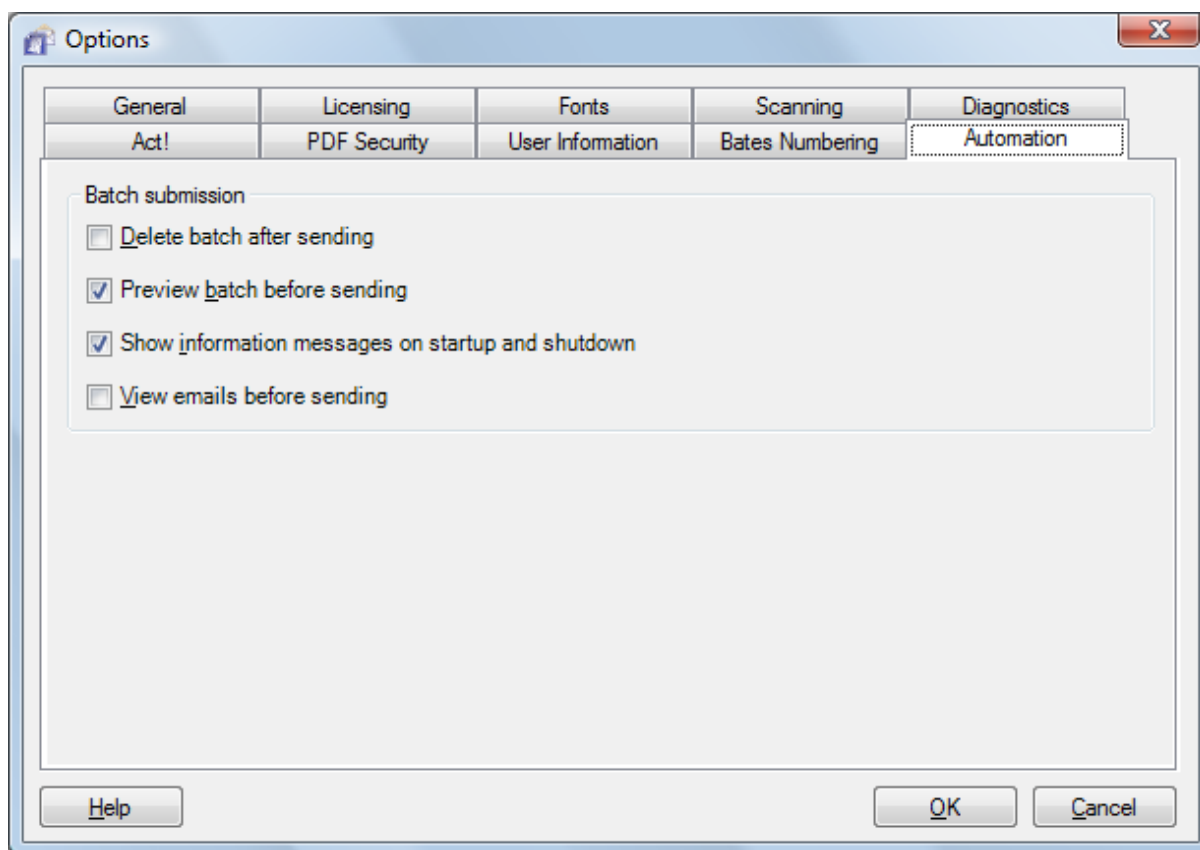 Options
General Licensing Fonts Scanning Diagnostics
Act! PDF Security User Information Bates Numbering Automation
Batch submission
Delete batch after sending
Preview batch before sending
Show information messages on startup and shutdown
View emails before sending
Help OK Cancel